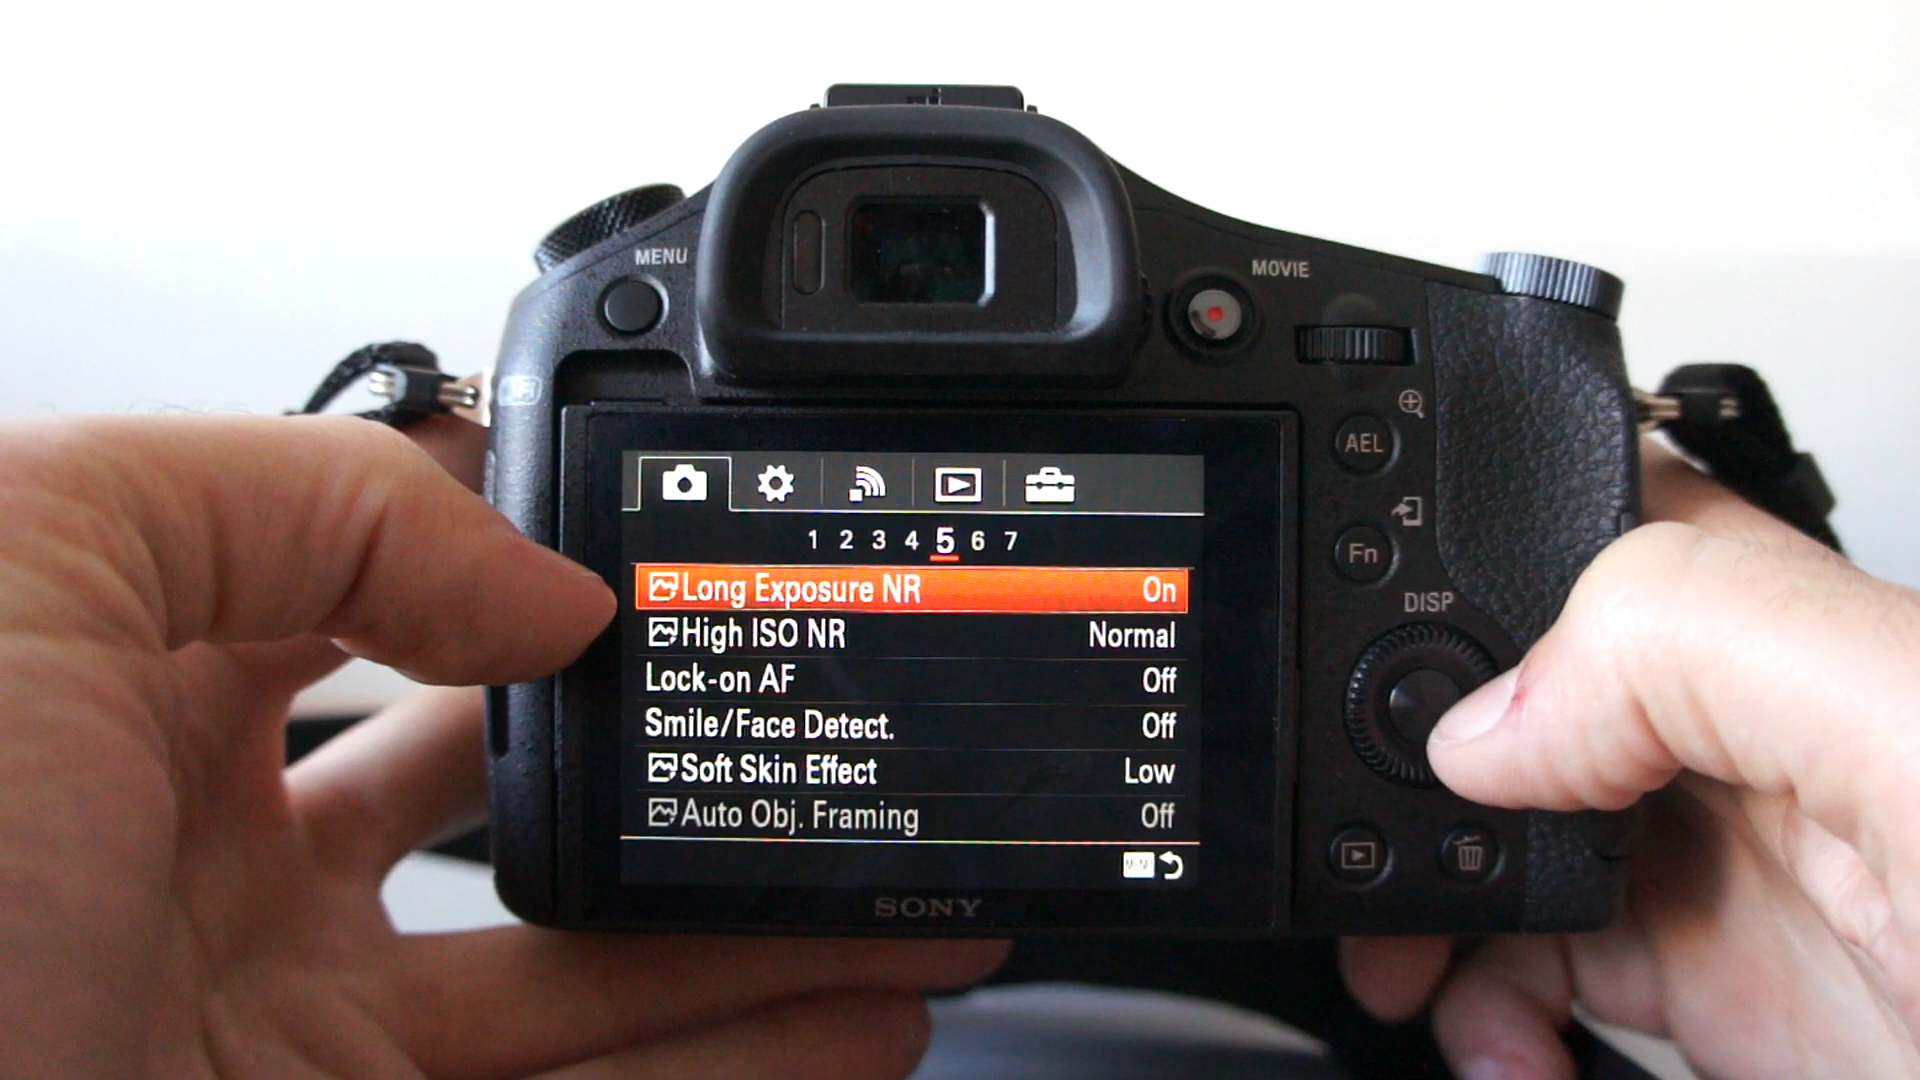 MENU
MOVIE
AEL
Fn
DISP
1 2 3 4 5 6 7
Long Exposure NR On
High ISO NR Normal
Lock-on AF Off
Smile/Face Detect. Off
Soft Skin Effect Low
Auto Obj. Framing Off
MENU
SONY